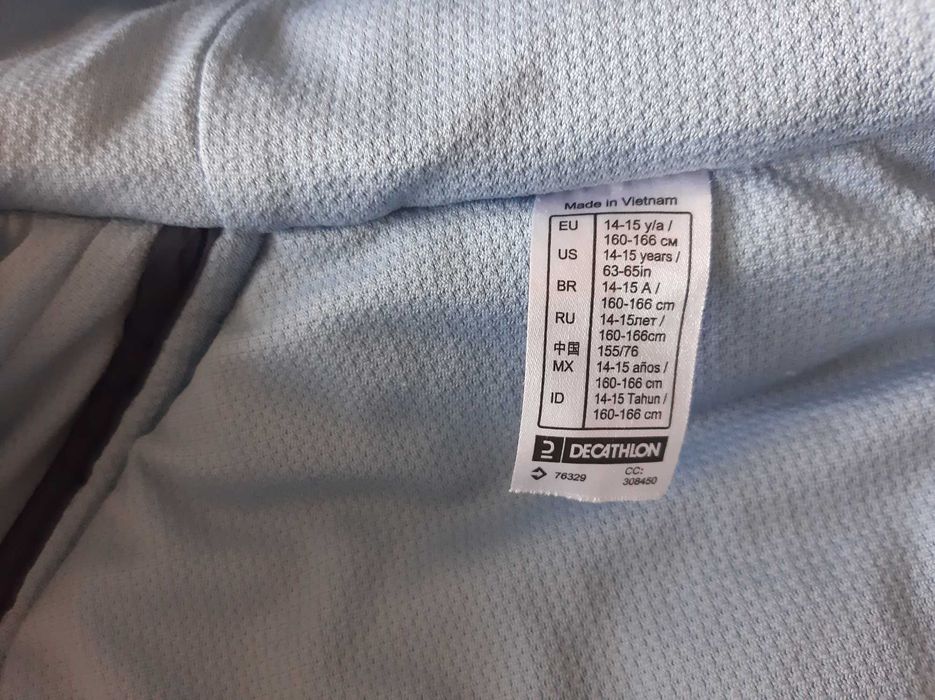 Made in Vietnam
EU 14-15 y/a /
160-166 см
US 14-15 years /
63-65in
BR 14-15 A /
160-166 cm
RU 14-15лет /
160-166cm
中国 155/76
MX 14-15 años /
160-166 cm
ID 14-15 Tahun /
160-166 cm
DECATHLON
76329 CC:
308450